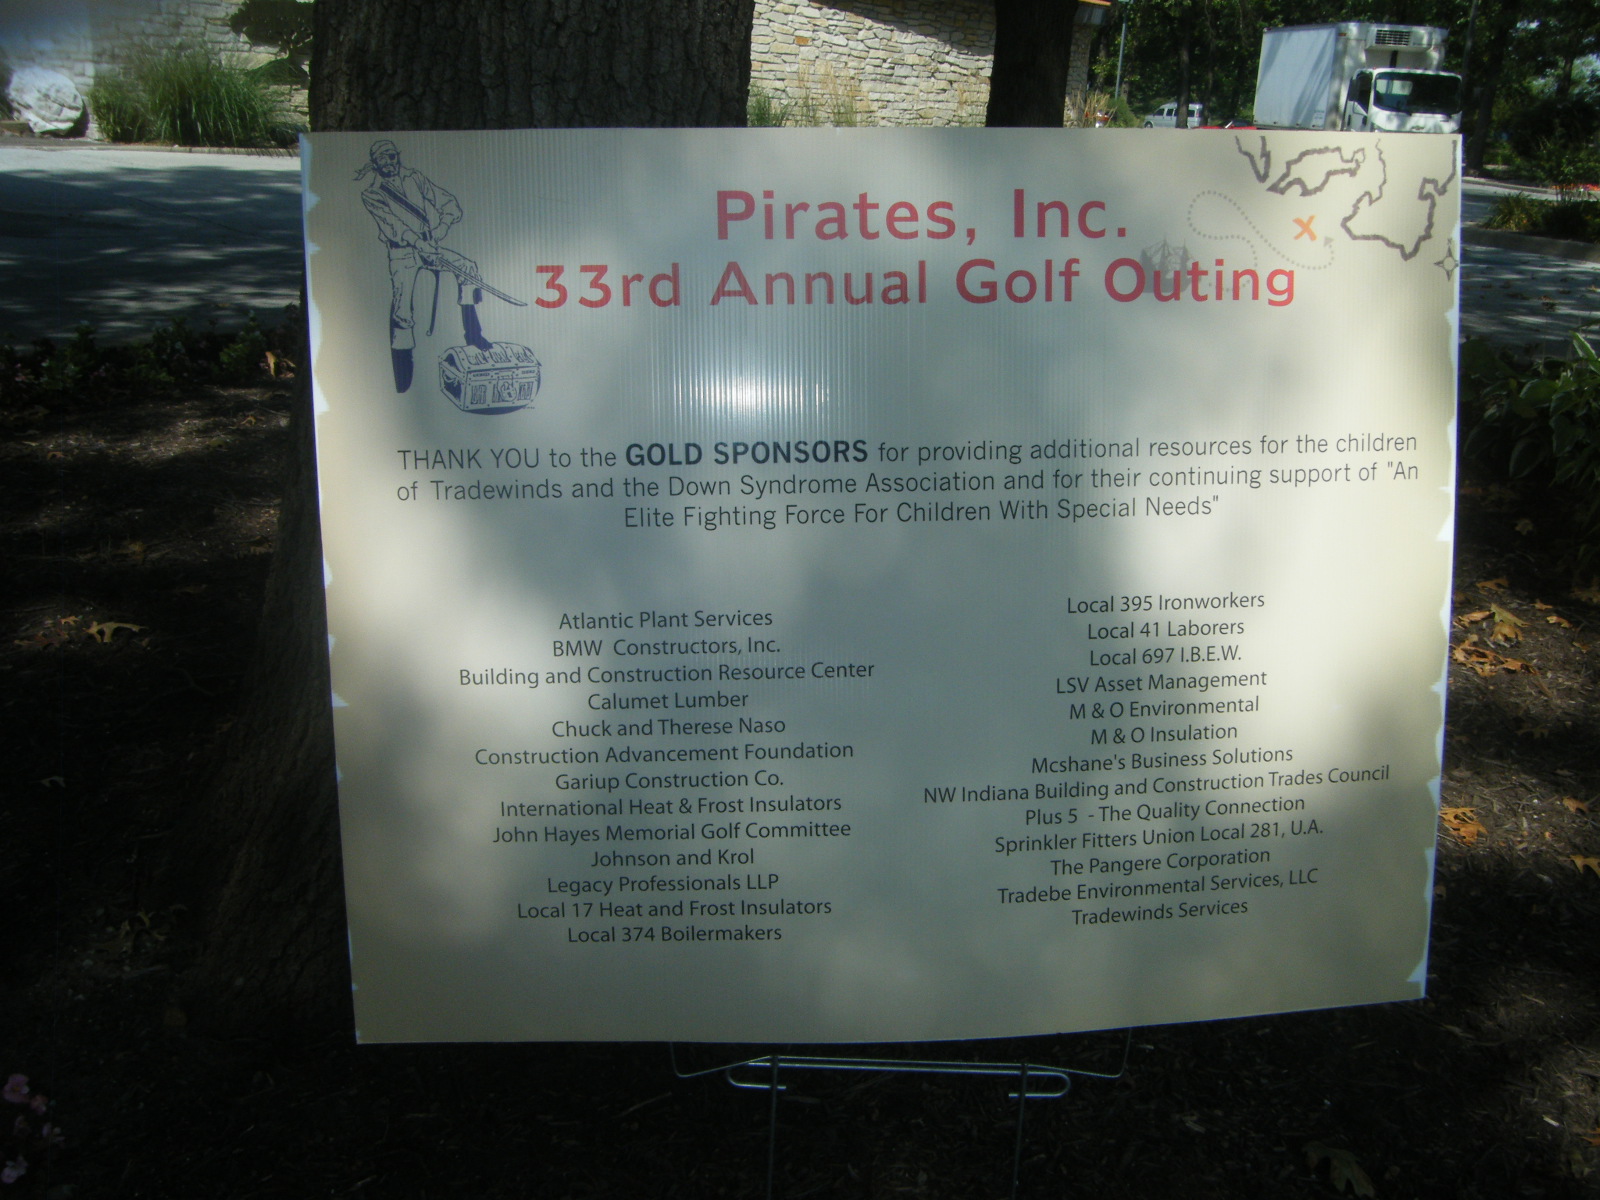 Pirates, Inc.
33rd Annual Golf Outing
THANK YOU to the GOLD SPONSORS for providing additional resources for the children
of Tradewinds and the Down Syndrome Association and for their continuing support of "An
Elite Fighting Force For Children With Special Needs"
Atlantic Plant Services
BMW Constructors, Inc.
Building and Construction Resource Center
Calumet Lumber
Chuck and Therese Naso
Construction Advancement Foundation
Gariup Construction Co.
International Heat & Frost Insulators
John Hayes Memorial Golf Committee
Johnson and Krol
Legacy Professionals LLP
Local 17 Heat and Frost Insulators
Local 374 Boilermakers
Local 395 Ironworkers
Local 41 Laborers
Local 697 I.B.E.W.
LSV Asset Management
M & O Environmental
M & O Insulation
Mcshane's Business Solutions
NW Indiana Building and Construction Trades Council
Plus 5 - The Quality Connection
Sprinkler Fitters Union Local 281, U.A.
The Pangere Corporation
Tradebe Environmental Services, LLC
Tradewinds Services